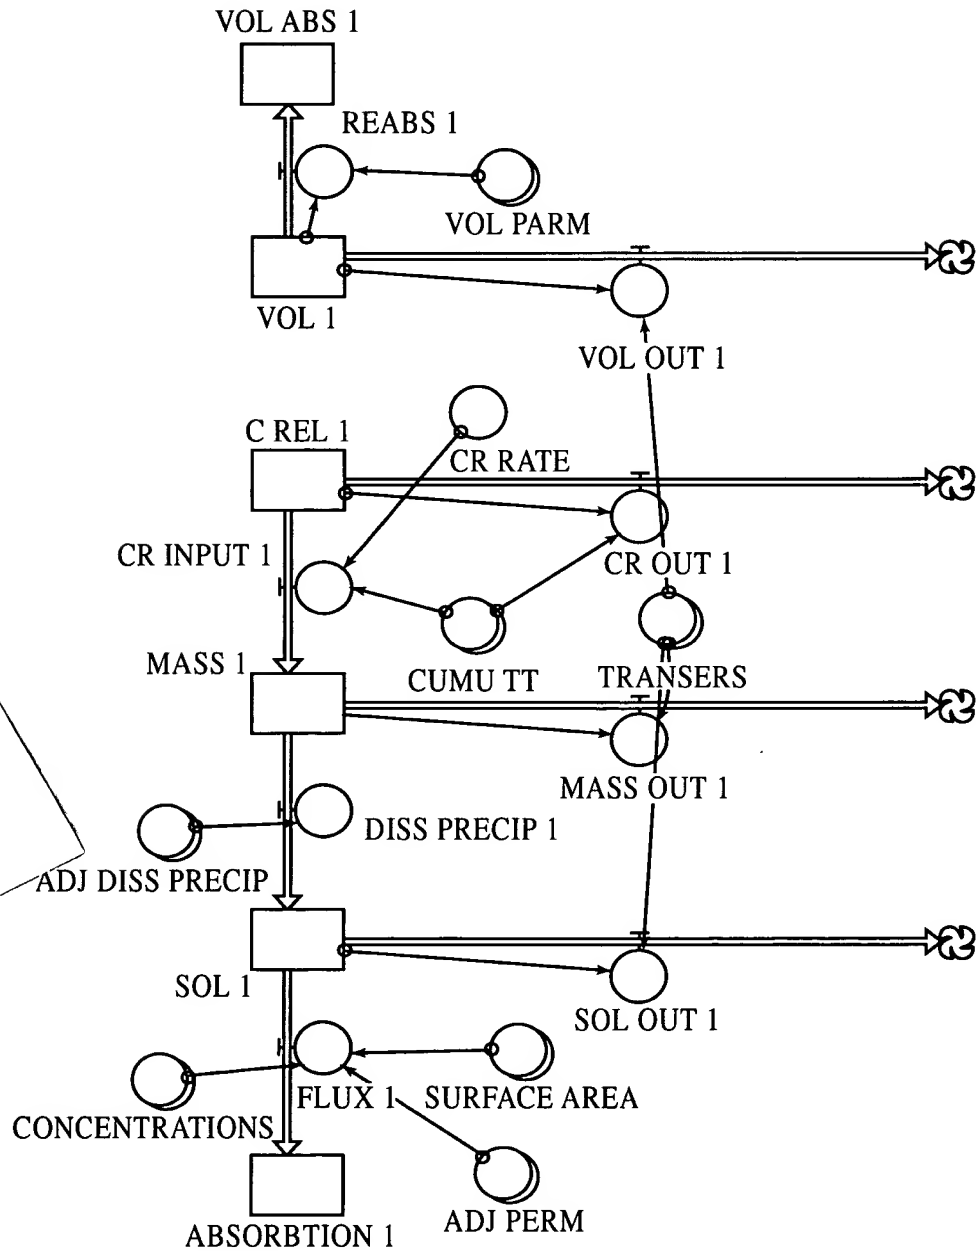 VOL ABS 1
REABS 1
VOL PARM
VOL 1
VOL OUT 1
C REL 1
CR RATE
CR INPUT 1
CR OUT 1
MASS 1
CUMU TT
TRANSERS
MASS OUT 1
DISS PRECIP 1
ADJ DISS PRECIP
SOL 1
SOL OUT 1
FLUX 1
SURFACE AREA
CONCENTRATIONS
ADJ PERM
ABSORBTION 1